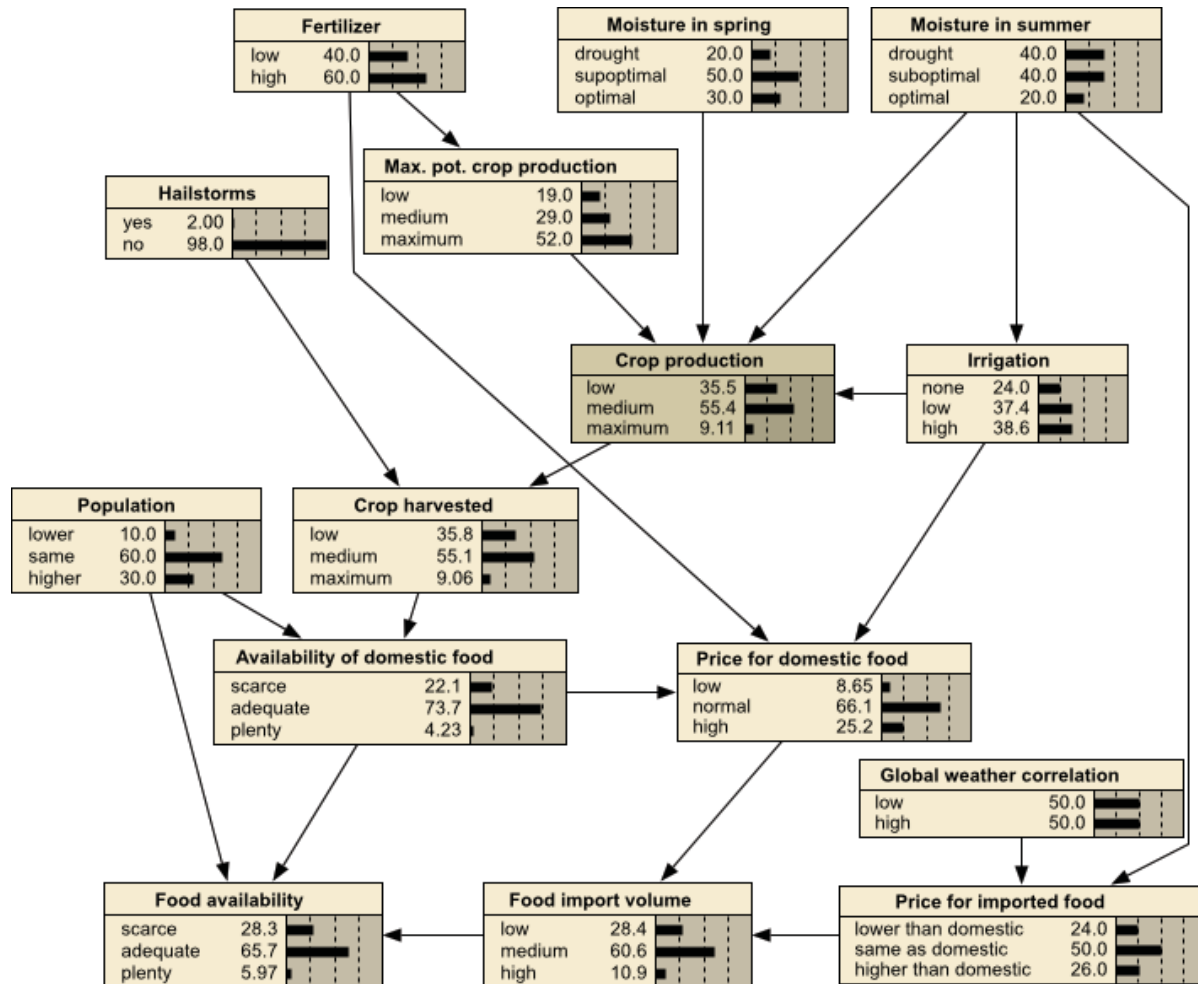 Fertilizer
low 40.0
high 60.0
Moisture in spring
drought 20.0
supoptimal 50.0
optimal 30.0
Moisture in summer
drought 40.0
suboptimal 40.0
optimal 20.0
Max. pot. crop production
low 19.0
medium 29.0
maximum 52.0
Hailstorms
yes 2.00
no 98.0
Crop production
low 35.5
medium 55.4
maximum 9.11
Irrigation
none 24.0
low 37.4
high 38.6
Population
lower 10.0
same 60.0
higher 30.0
Crop harvested
low 35.8
medium 55.1
maximum 9.06
Availability of domestic food
scarce 22.1
adequate 73.7
plenty 4.23
Price for domestic food
low 8.65
normal 66.1
high 25.2
Global weather correlation
low 50.0
high 50.0
Food availability
scarce 28.3
adequate 65.7
plenty 5.97
Food import volume
low 28.4
medium 60.6
high 10.9
Price for imported food
lower than domestic 24.0
same as domestic 50.0
higher than domestic 26.0